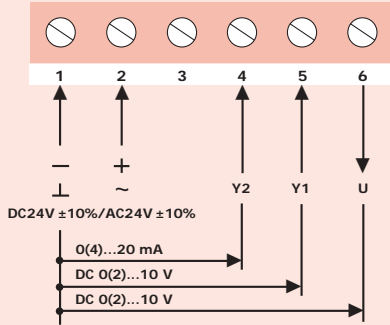 1 2 3 4 5 6
– +
⊥ ~ Y2 Y1 U
DC24V ±10%/AC24V ±10%
0(4)...20 mA
DC 0(2)...10 V
DC 0(2)...10 V